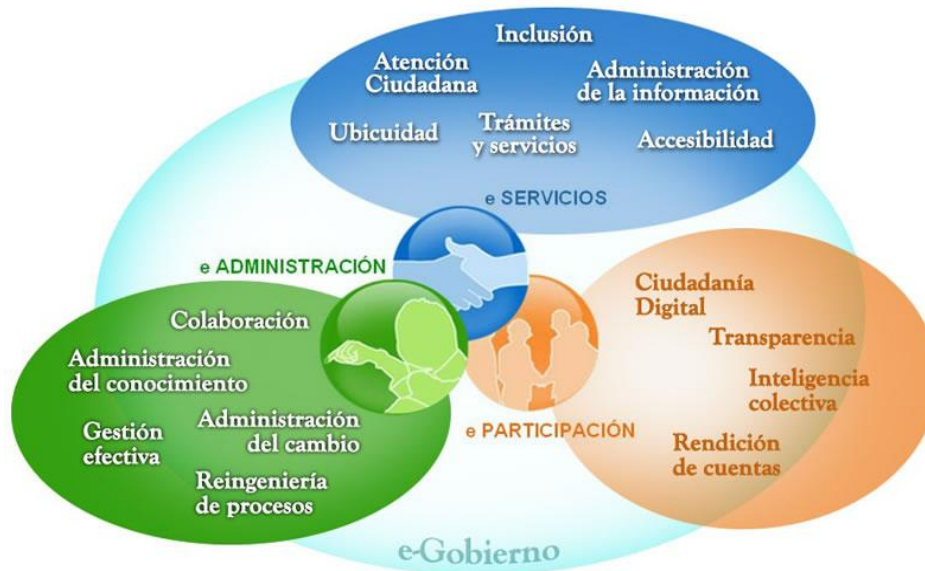 Inclusión
Atención
Ciudadana
Administración
de la información
Ubicuidad
Trámites
y servicios
Accesibilidad
e SERVICIOS
e ADMINISTRACIÓN
Colaboración
Administración
del conocimiento
Gestión
efectiva
Administración
del cambio
Reingeniería
de procesos
Ciudadanía
Digital
Transparencia
Inteligencia
colectiva
Rendición
de cuentas
e PARTICIPACIÓN
e-Gobierno